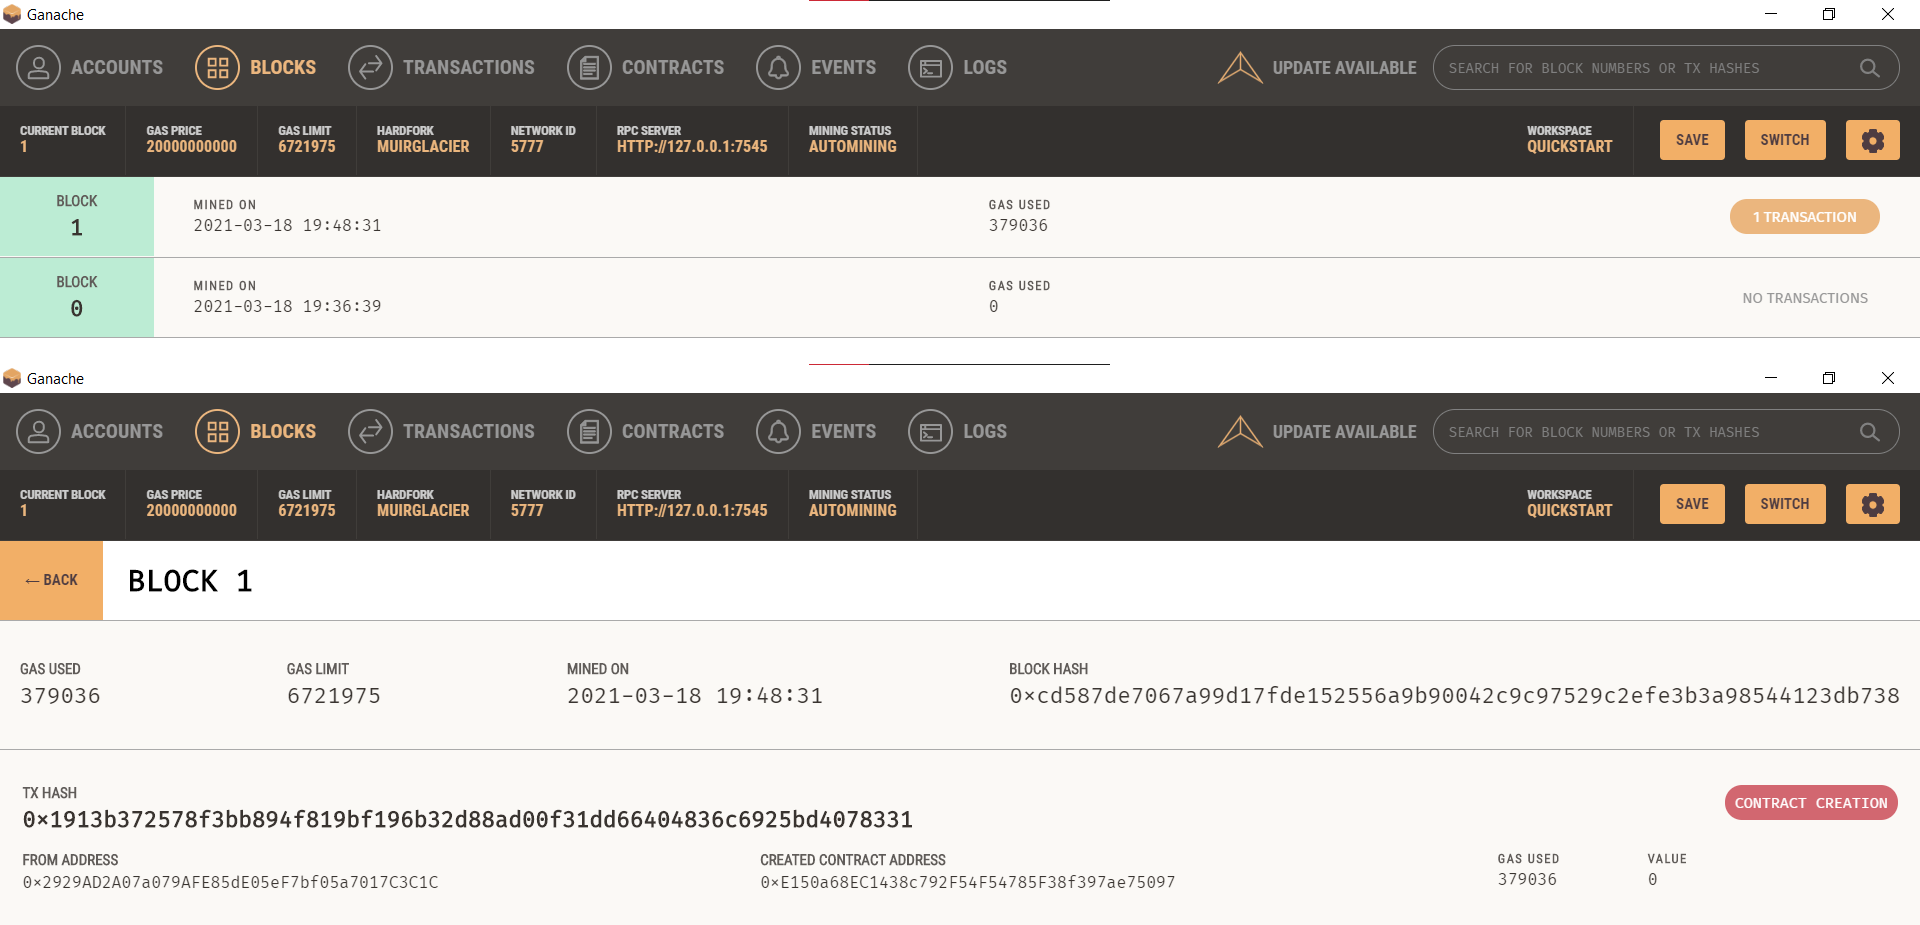 Ganache
ACCOUNTS BLOCKS TRANSACTIONS CONTRACTS EVENTS LOGS UPDATE AVAILABLE SEARCH FOR BLOCK NUMBERS OR TX HASHES
CURRENT BLOCK GAS PRICE GAS LIMIT HARDFORK NETWORK ID RPC SERVER MINING STATUS WORKSPACE
1 20000000000 6721975 MUIRGLACIER 5777 HTTP://127.0.0.1:7545 AUTOMINING QUICKSTART SAVE SWITCH
BLOCK MINED ON GAS USED
1 2021-03-18 19:48:31 379036 1 TRANSACTION
BLOCK MINED ON GAS USED
0 2021-03-18 19:36:39 0 NO TRANSACTIONS
Ganache
ACCOUNTS BLOCKS TRANSACTIONS CONTRACTS EVENTS LOGS UPDATE AVAILABLE SEARCH FOR BLOCK NUMBERS OR TX HASHES
CURRENT BLOCK GAS PRICE GAS LIMIT HARDFORK NETWORK ID RPC SERVER MINING STATUS WORKSPACE
1 20000000000 6721975 MUIRGLACIER 5777 HTTP://127.0.0.1:7545 AUTOMINING QUICKSTART SAVE SWITCH
← BACK BLOCK 1
GAS USED GAS LIMIT MINED ON BLOCK HASH
379036 6721975 2021-03-18 19:48:31 0×cd587de7067a99d17fde152556a9b90042c9c97529c2efe3b3a98544123db738
TX HASH
0×1913b372578f3bb894f819bf196b32d88ad00f31dd66404836c6925bd4078331 CONTRACT CREATION
FROM ADDRESS CREATED CONTRACT ADDRESS GAS USED VALUE
0×2929AD2A07a079AFE85dE05eF7bf05a7017C3C1C 0×E150a68EC1438c792F54F54785F38f397ae75097 379036 0